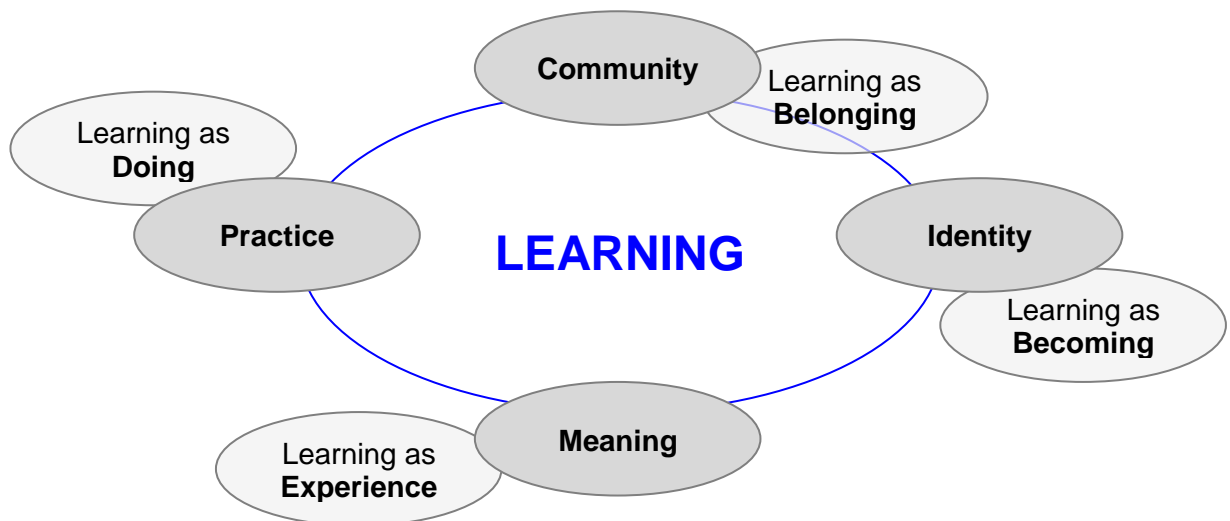 Community
Learning as
Belonging
Learning as
Doing
Practice
LEARNING
Identity
Learning as
Becoming
Meaning
Learning as
Experience